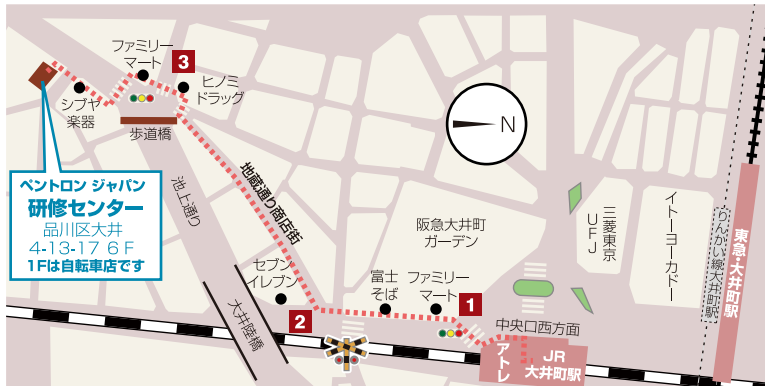 ファミリー
マート
3
ヒノミ
ドラッグ
シブヤ
楽器
歩道橋
N
ベントロン ジャパン
研修センター
品川区大井
4-13-17 6F
1Fは自転車店です
池上通り
地蔵通り商店街
阪急大井町
ガーデン
三菱東京
UFJ
イトーヨーカドー
りんかい線大井町駅
東急・大井町駅
セブン
イレブン
大井陸橋
2
富士
そば
ファミリー
マート
1
中央口西方面
アトレ
JR
大井町駅